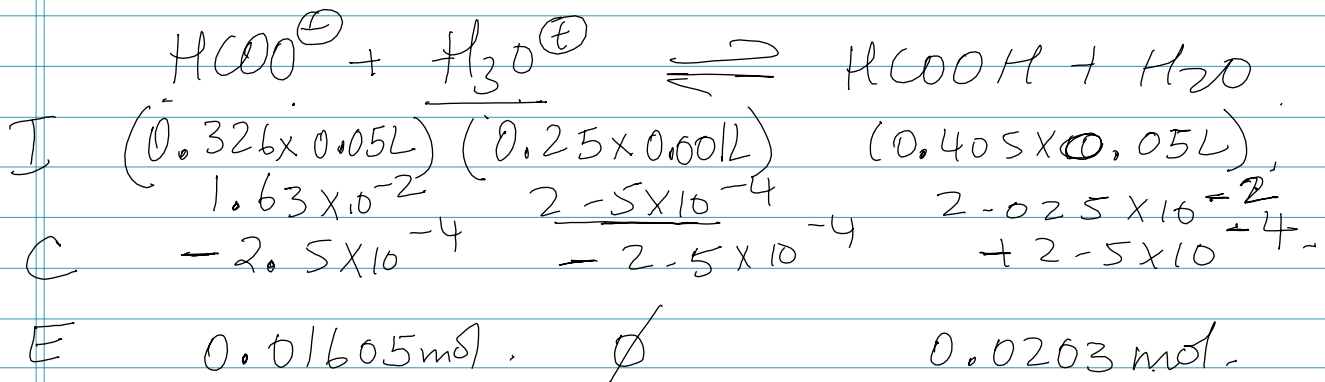 HCOO⊖ + H₃O⊕ ⇌ HCOOH + H₂O
I (0.326x0.05L) (0.25x0.001L) (0.405x0.05L)
1.63x10⁻² 2-5x10⁻⁴ 2-025x10⁻²
C -2.5x10⁻⁴ -2-5x10⁻⁴ +2-5x10⁻⁴
E 0.01605mol. Ø 0.0203 mol.